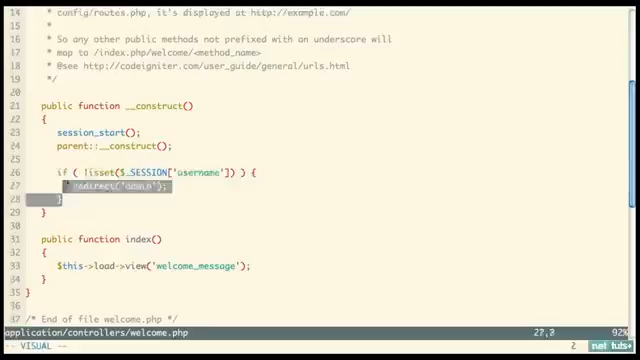 14 * config/routes.php, it's displayed at http://example.com/
15 *
16 * So any other public methods not prefixed with an underscore will
17 * map to /index.php/welcome/<method_name>
18 * @see http://codeigniter.com/user_guide/general/urls.html
19 */
20
21 public function __construct()
22 {
23 session_start();
24 parent::__construct();
25
26 if ( !isset($_SESSION['username']) ) {
27 redirect('admin');
28 }
29 }
30
31 public function index()
32 {
33 $this->load->view('welcome_message');
34 }
35 }
36
37 /* End of file welcome.php */
application/controllers/welcome.php 27,3 92%
-- VISUAL -- 2 net tuts+